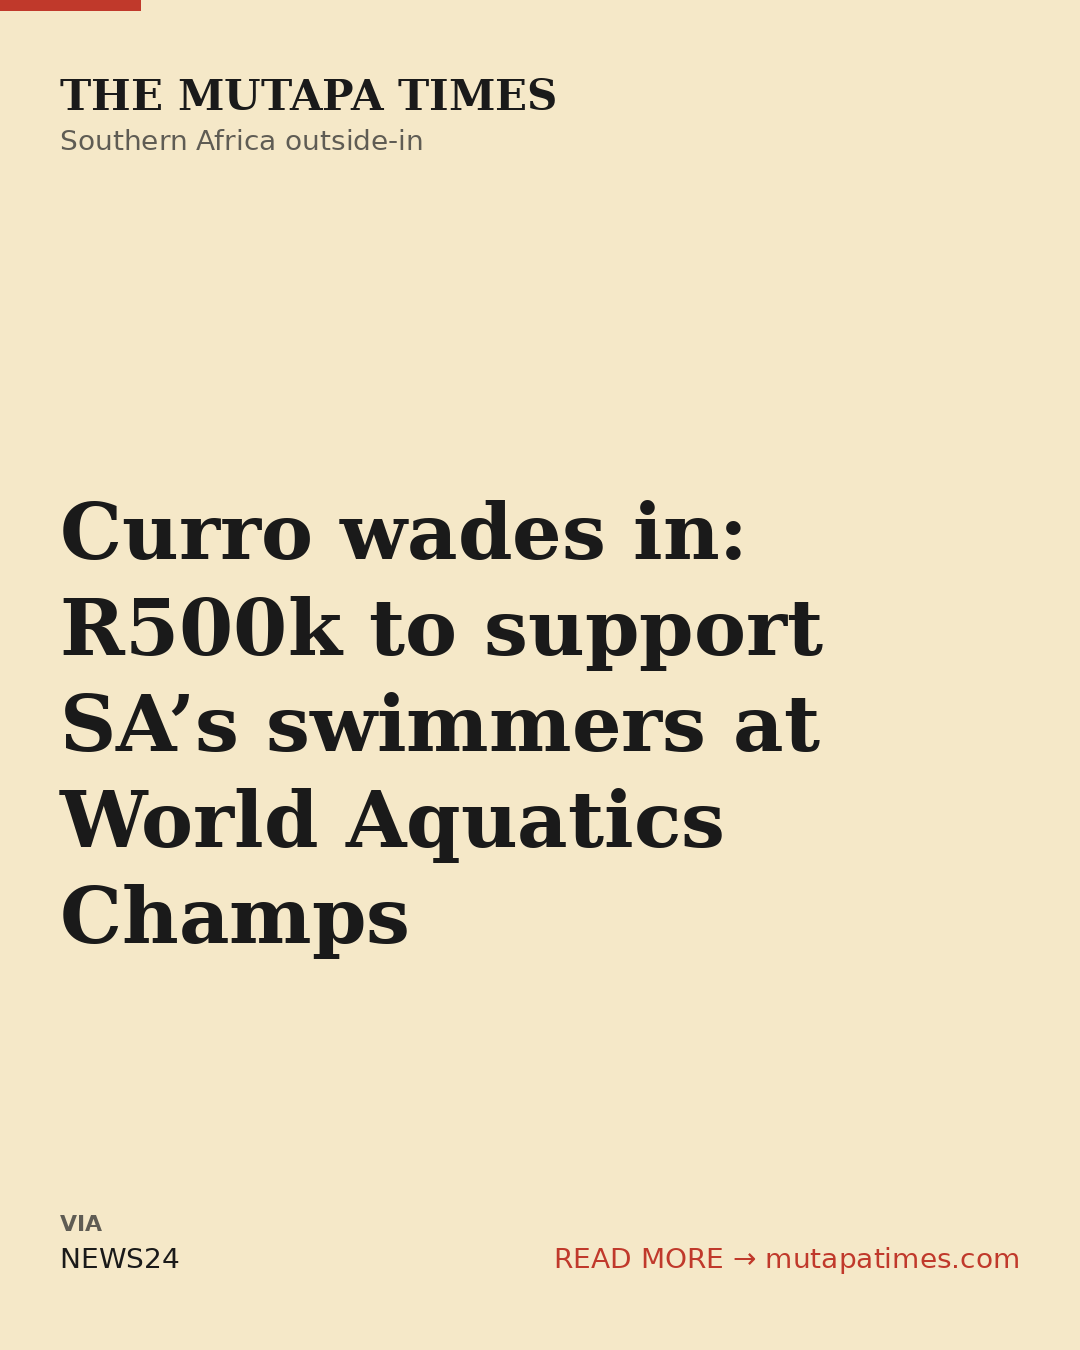 THE MUTAPA TIMES
Southern Africa outside-in
Curro wades in:
R500k to support
SA’s swimmers at
World Aquatics
Champs
VIA
NEWS24
READ MORE → mutapatimes.com